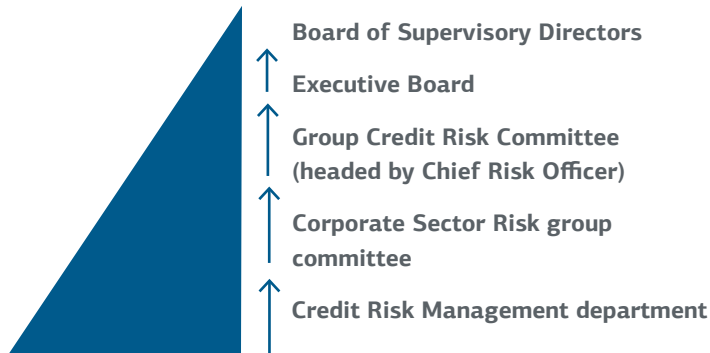 Board of Supervisory Directors
Executive Board
Group Credit Risk Committee
(headed by Chief Risk Officer)
Corporate Sector Risk group
committee
Credit Risk Management department